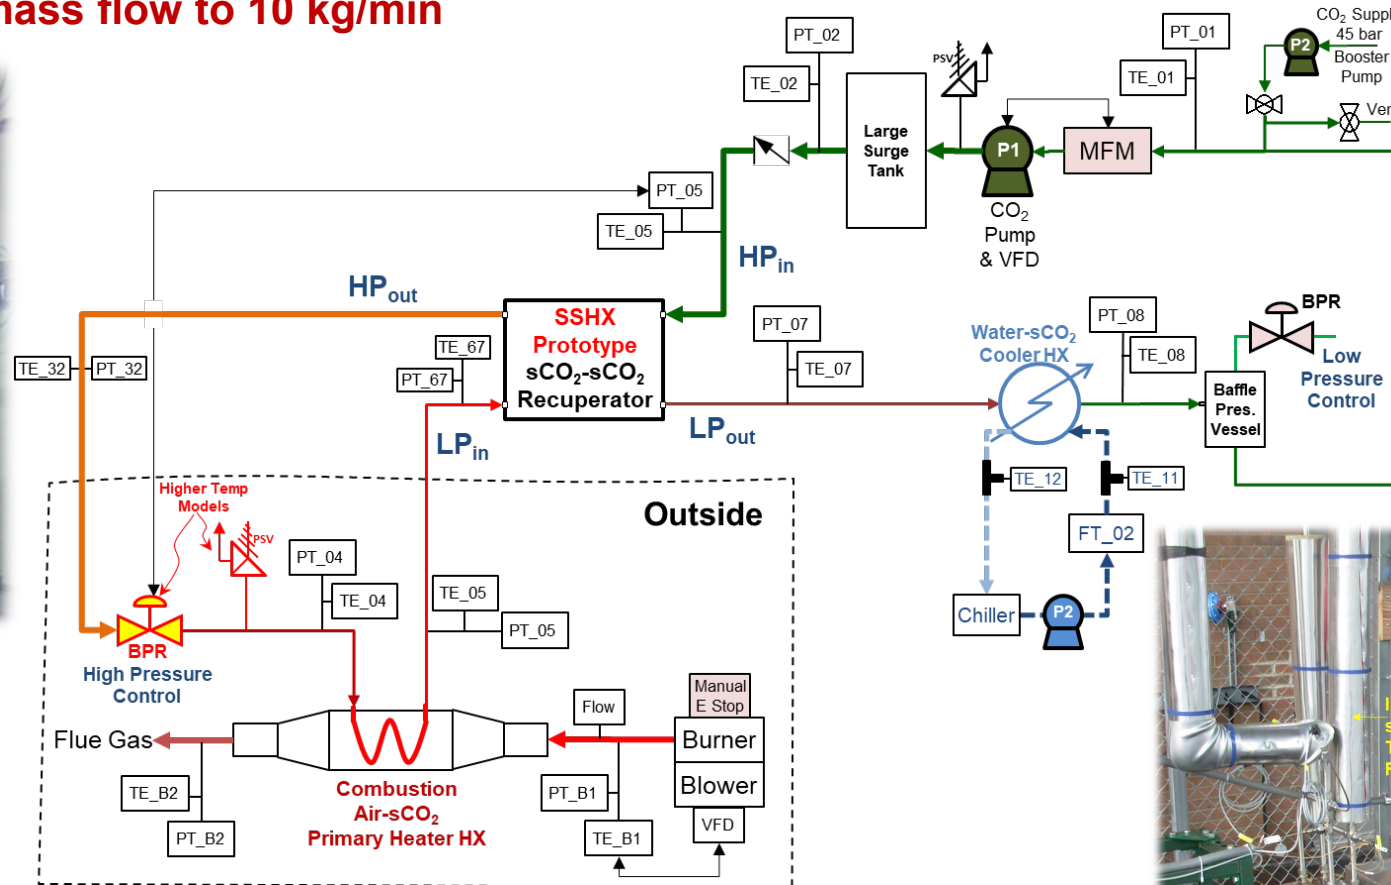 mass flow to 10 kg/min
PT_02
TE_02
PSV
PT_01
TE_01
CO2 Suppl
45 bar
P2
Booster
Pump
Ver
Large
Surge
Tank
P1
MFM
CO2
Pump
& VFD
PT_05
TE_05
HPin
HPout
SSHX
Prototype
sCO2-sCO2
Recuperator
TE_67
PT_67
TE_32
PT_32
LPin
LPout
PT_07
TE_07
Water-sCO2
Cooler HX
PT_08
TE_08
BPR
Low
Pressure
Control
Baffle
Pres.
Vessel
TE_12
TE_11
FT_02
Chiller
P2
Outside
Higher Temp
Models
PSV
PT_04
TE_04
TE_05
PT_05
BPR
High Pressure
Control
Flue Gas
TE_B2
PT_B2
Combustion
Air-sCO2
Primary Heater HX
Flow
PT_B1
TE_B1
Manual
E Stop
Burner
Blower
VFD